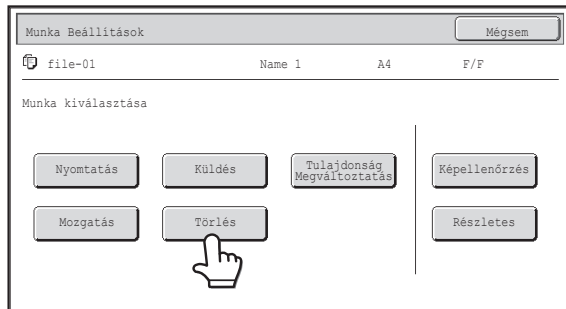 Munka Beállítások Mégsem
file-01 Name 1 A4 F/F
Munka kiválasztása
Nyomtatás Küldés Tulajdonság Megváltoztatás Képellenőrzés
Mozgatás Törlés Részletes